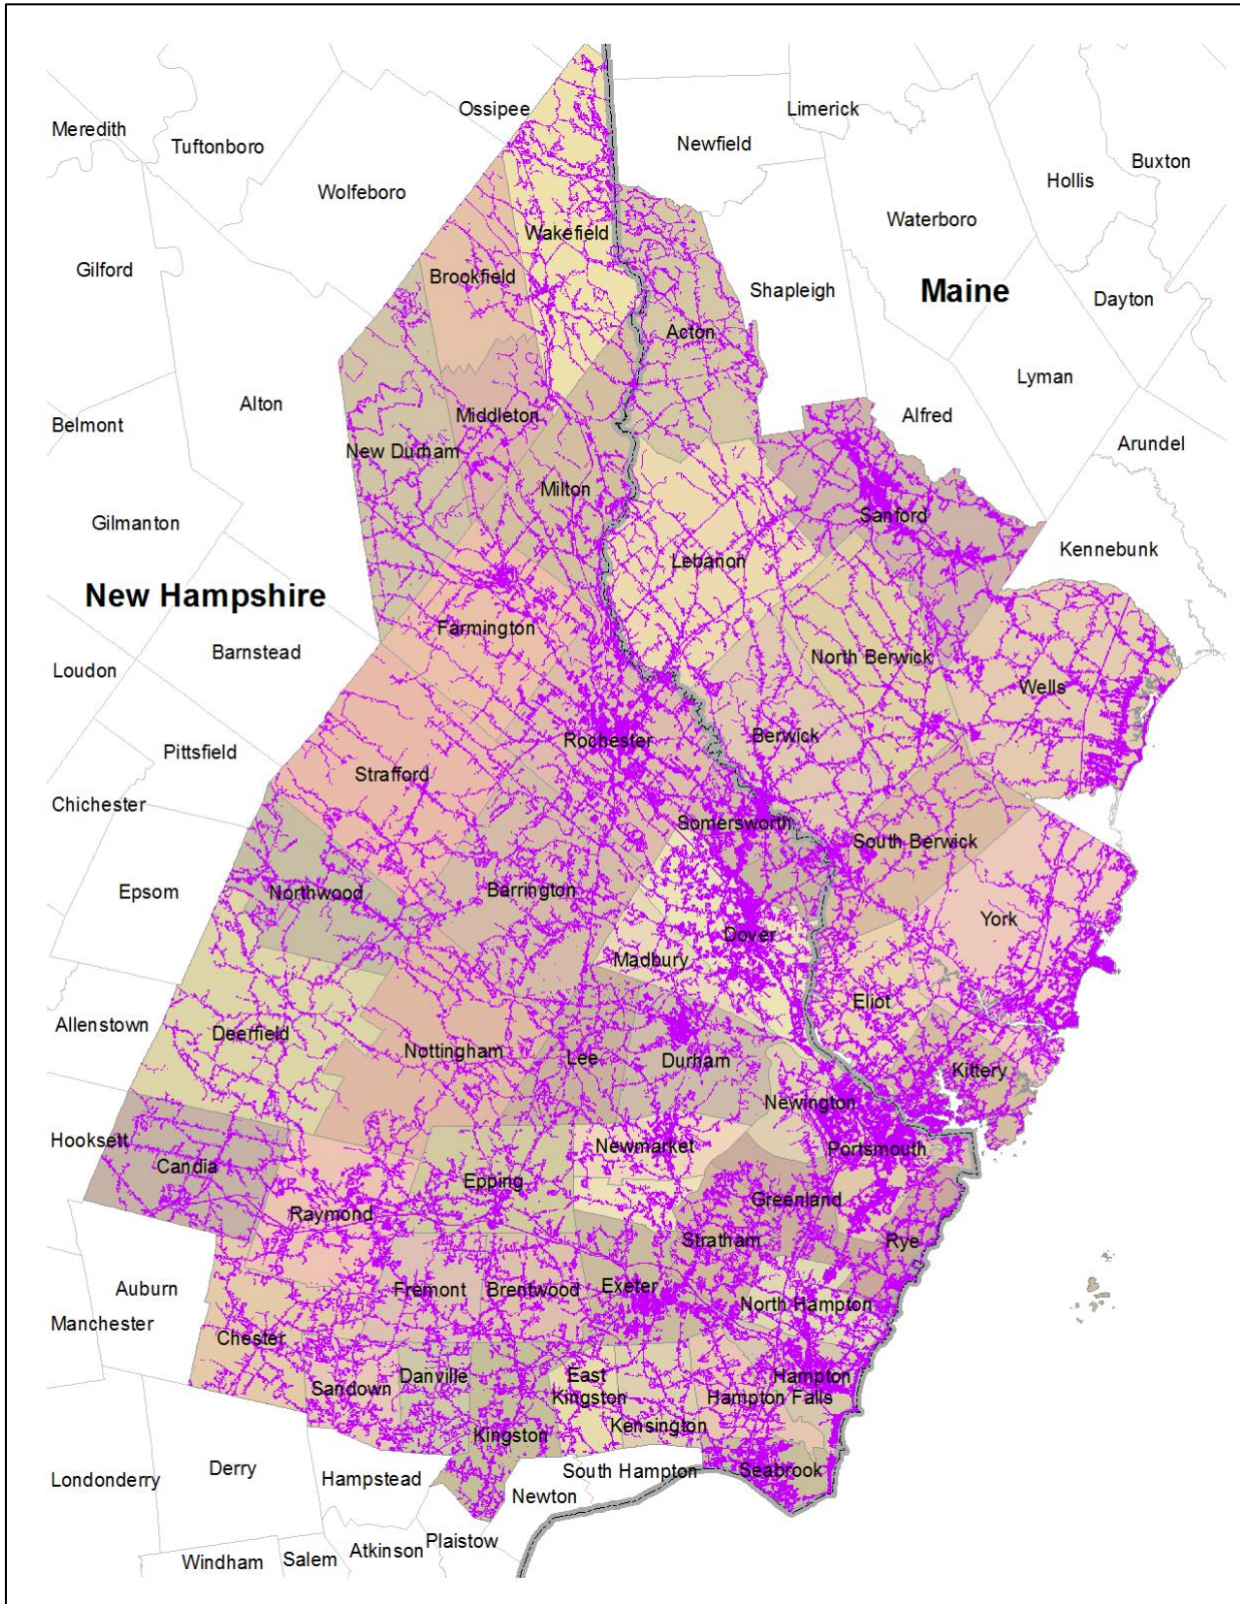 Ossipee
Limerick
Meredith
Tuftonboro
Newfield
Buxton
Hollis
Wolfeboro
Waterboro
Wakefield
Gilford
Brookfield
Shapleigh
Maine
Dayton
Acton
Lyman
Alton
Middleton
Alfred
Belmont
Arundel
New Durham
Milton
Gilmanton
Sanford
Kennebunk
Lebanon
New Hampshire
Farmington
Barnstead
North Berwick
Loudon
Wells
Rochester
Berwick
Pittsfield
Strafford
Chichester
Somersworth
South Berwick
Epsom
Northwood
Barrington
York
Dover
Madbury
Eliot
Allenstown
Deerfield
Nottingham
Lee
Durham
Kittery
Newington
Hooksett
Newmarket
Portsmouth
Candia
Epping
Greenland
Raymond
Stratham
Rye
Auburn
Fremont
Brentwood
Exeter
North Hampton
Manchester
Chester
Danville
East
Kingston
Hampton
Sandown
Hampton Falls
Kensington
Kingston
Derry
Londonderry
Hampstead
South Hampton
Seabrook
Newton
Plaistow
Atkinson
Salem
Windham